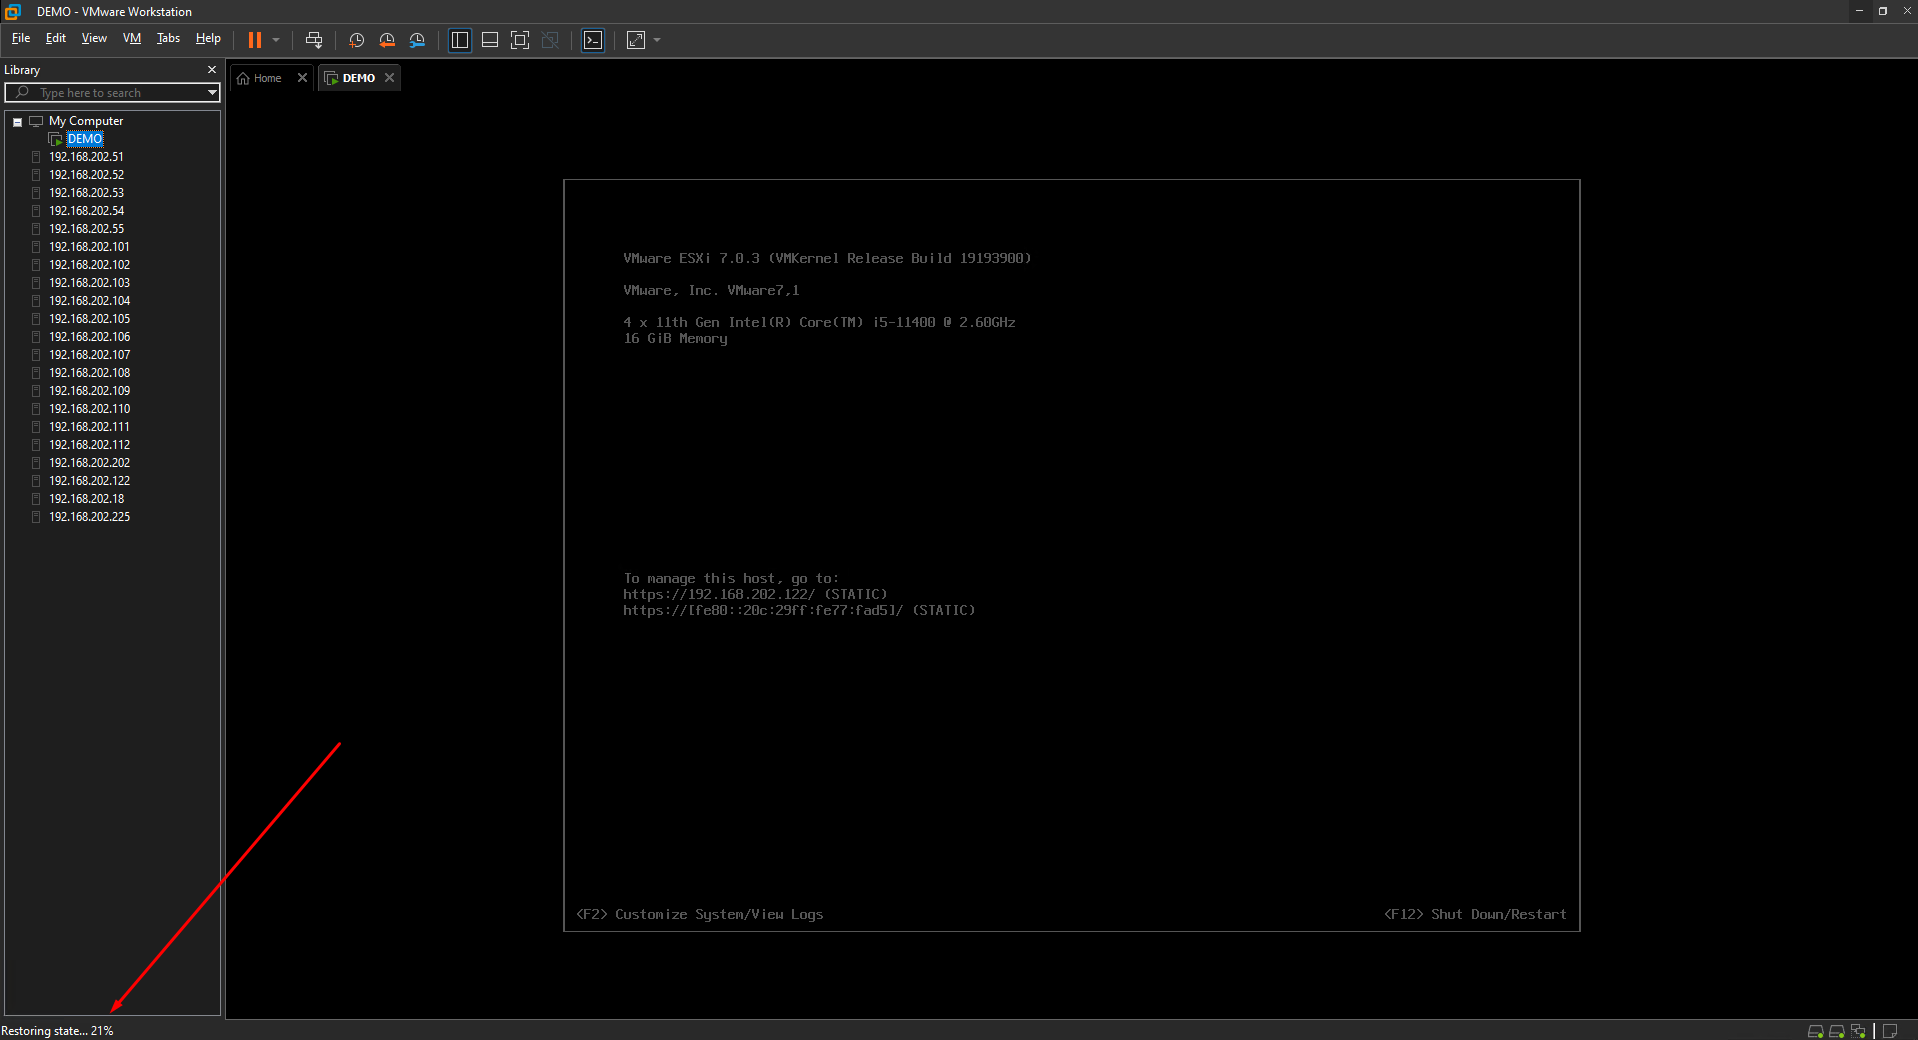 DEMO - VMware Workstation
File Edit View VM Tabs Help
Library
Type here to search
My Computer
DEMO
192.168.202.51
192.168.202.52
192.168.202.53
192.168.202.54
192.168.202.55
192.168.202.101
192.168.202.102
192.168.202.103
192.168.202.104
192.168.202.105
192.168.202.106
192.168.202.107
192.168.202.108
192.168.202.109
192.168.202.110
192.168.202.111
192.168.202.112
192.168.202.202
192.168.202.122
192.168.202.18
192.168.202.225
Home DEMO
VMware ESXi 7.0.3 (VMKernel Release Build 19193900)
VMware, Inc. VMware7,1
4 x 11th Gen Intel(R) Core(TM) i5-11400 @ 2.60GHz
16 GiB Memory
To manage this host, go to:
https://192.168.202.122/ (STATIC)
https://[fe80::20c:29ff:fe77:fad5]/ (STATIC)
<F2> Customize System/View Logs
<F12> Shut Down/Restart
Restoring state... 21%